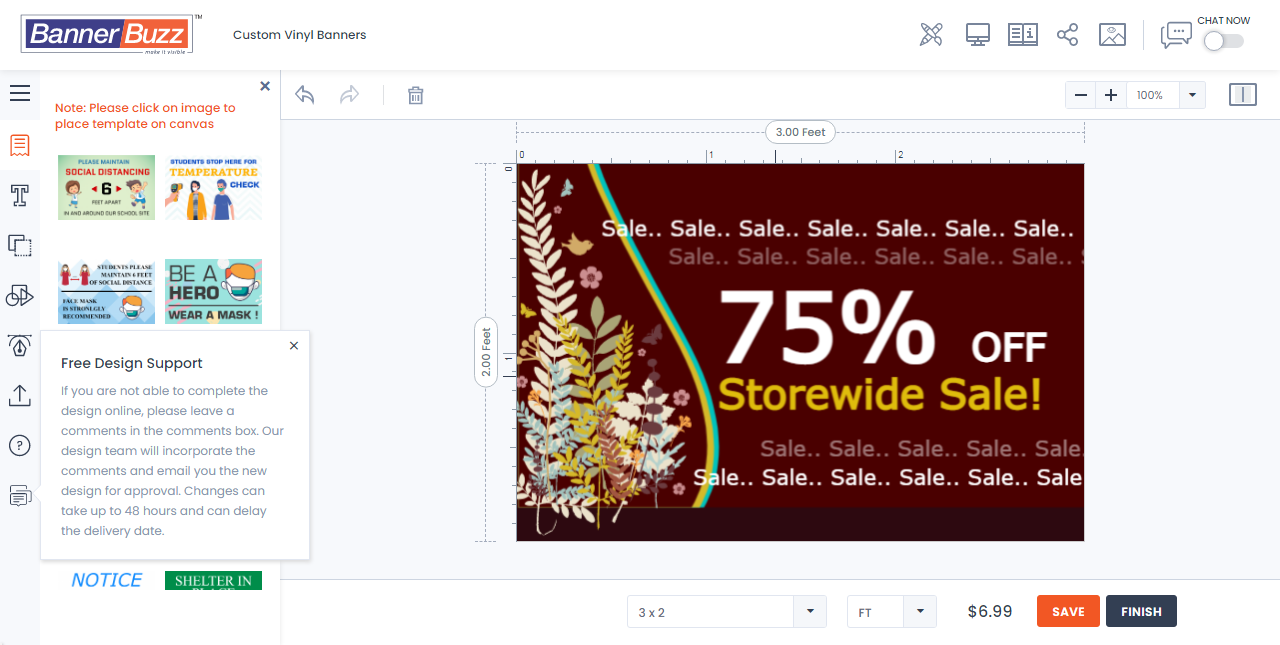 BannerBuzz™
make it visible
Custom Vinyl Banners
CHAT NOW
Note: Please click on image to
place template on canvas
100%
PLEASE MAINTAIN
SOCIAL DISTANCING
6
FEET APART
IN AND AROUND OUR SCHOOL SITE
STUDENTS STOP HERE FOR
TEMPERATURE
CHECK
STUDENTS PLEASE
MAINTAIN 6 FEET
OF SOCIAL DISTANCE
FACE MASK
IS STRONLGLY
RECOMMENDED
BE A
HERO
WEAR A MASK !
Free Design Support
If you are not able to complete the
design online, please leave a
comments in the comments box. Our
design team will incorporate the
comments and email you the new
design for approval. Changes can
take up to 48 hours and can delay
the delivery date.
NOTICE
SHELTER IN
PLACE
3.00 Feet
0 1 2
0
1
2.00 Feet
Sale.. Sale.. Sale.. Sale.. Sale.. Sale.. Sale..
Sale.. Sale.. Sale.. Sale.. Sale.. Sale..
75% OFF
Storewide Sale!
Sale.. Sale.. Sale.. Sale.. Sale
Sale.. Sale.. Sale.. Sale.. Sale.. Sale
3 x 2
FT
$6.99
SAVE
FINISH